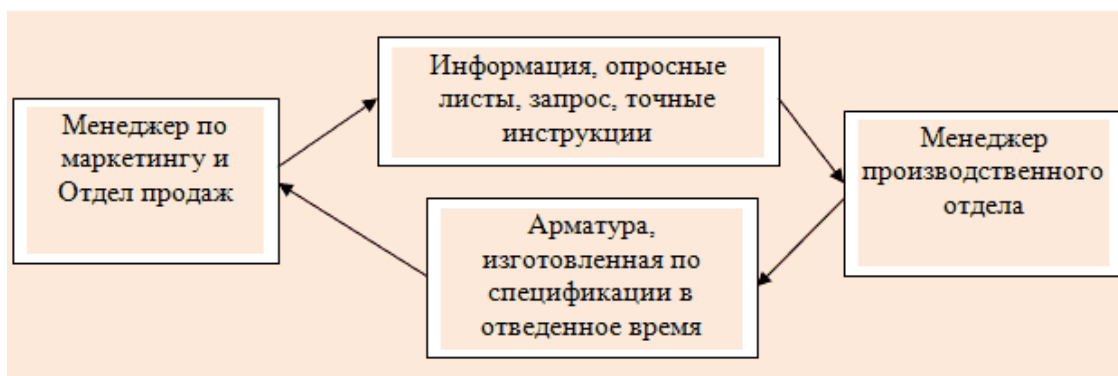 Информация, опросные
листы, запрос, точные
инструкции
Менеджер по
маркетингу и
Отдел продаж
Менеджер
производственного
отдела
Арматура,
изготовленная по
спецификации в
отведенное время